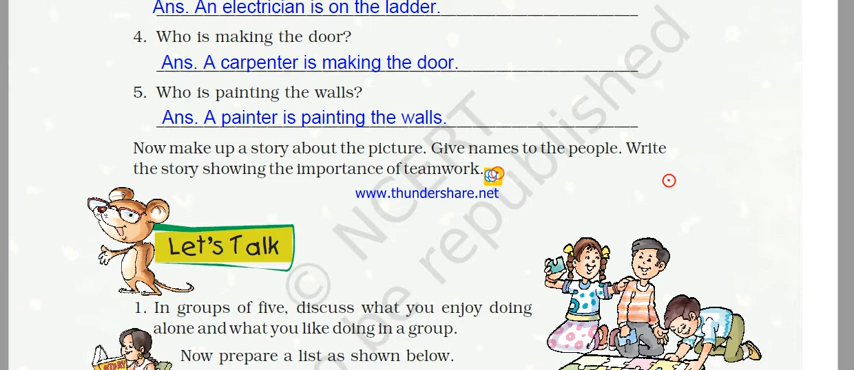 Ans. An electrician is on the ladder.
4. Who is making the door?
Ans. A carpenter is making the door.
5. Who is painting the walls?
Ans. A painter is painting the walls.
Now make up a story about the picture. Give names to the people. Write
the story showing the importance of teamwork.
www.thundershare.net
Let's Talk
1. In groups of five, discuss what you enjoy doing
alone and what you like doing in a group.
Now prepare a list as shown below.
© NCERT
be republished